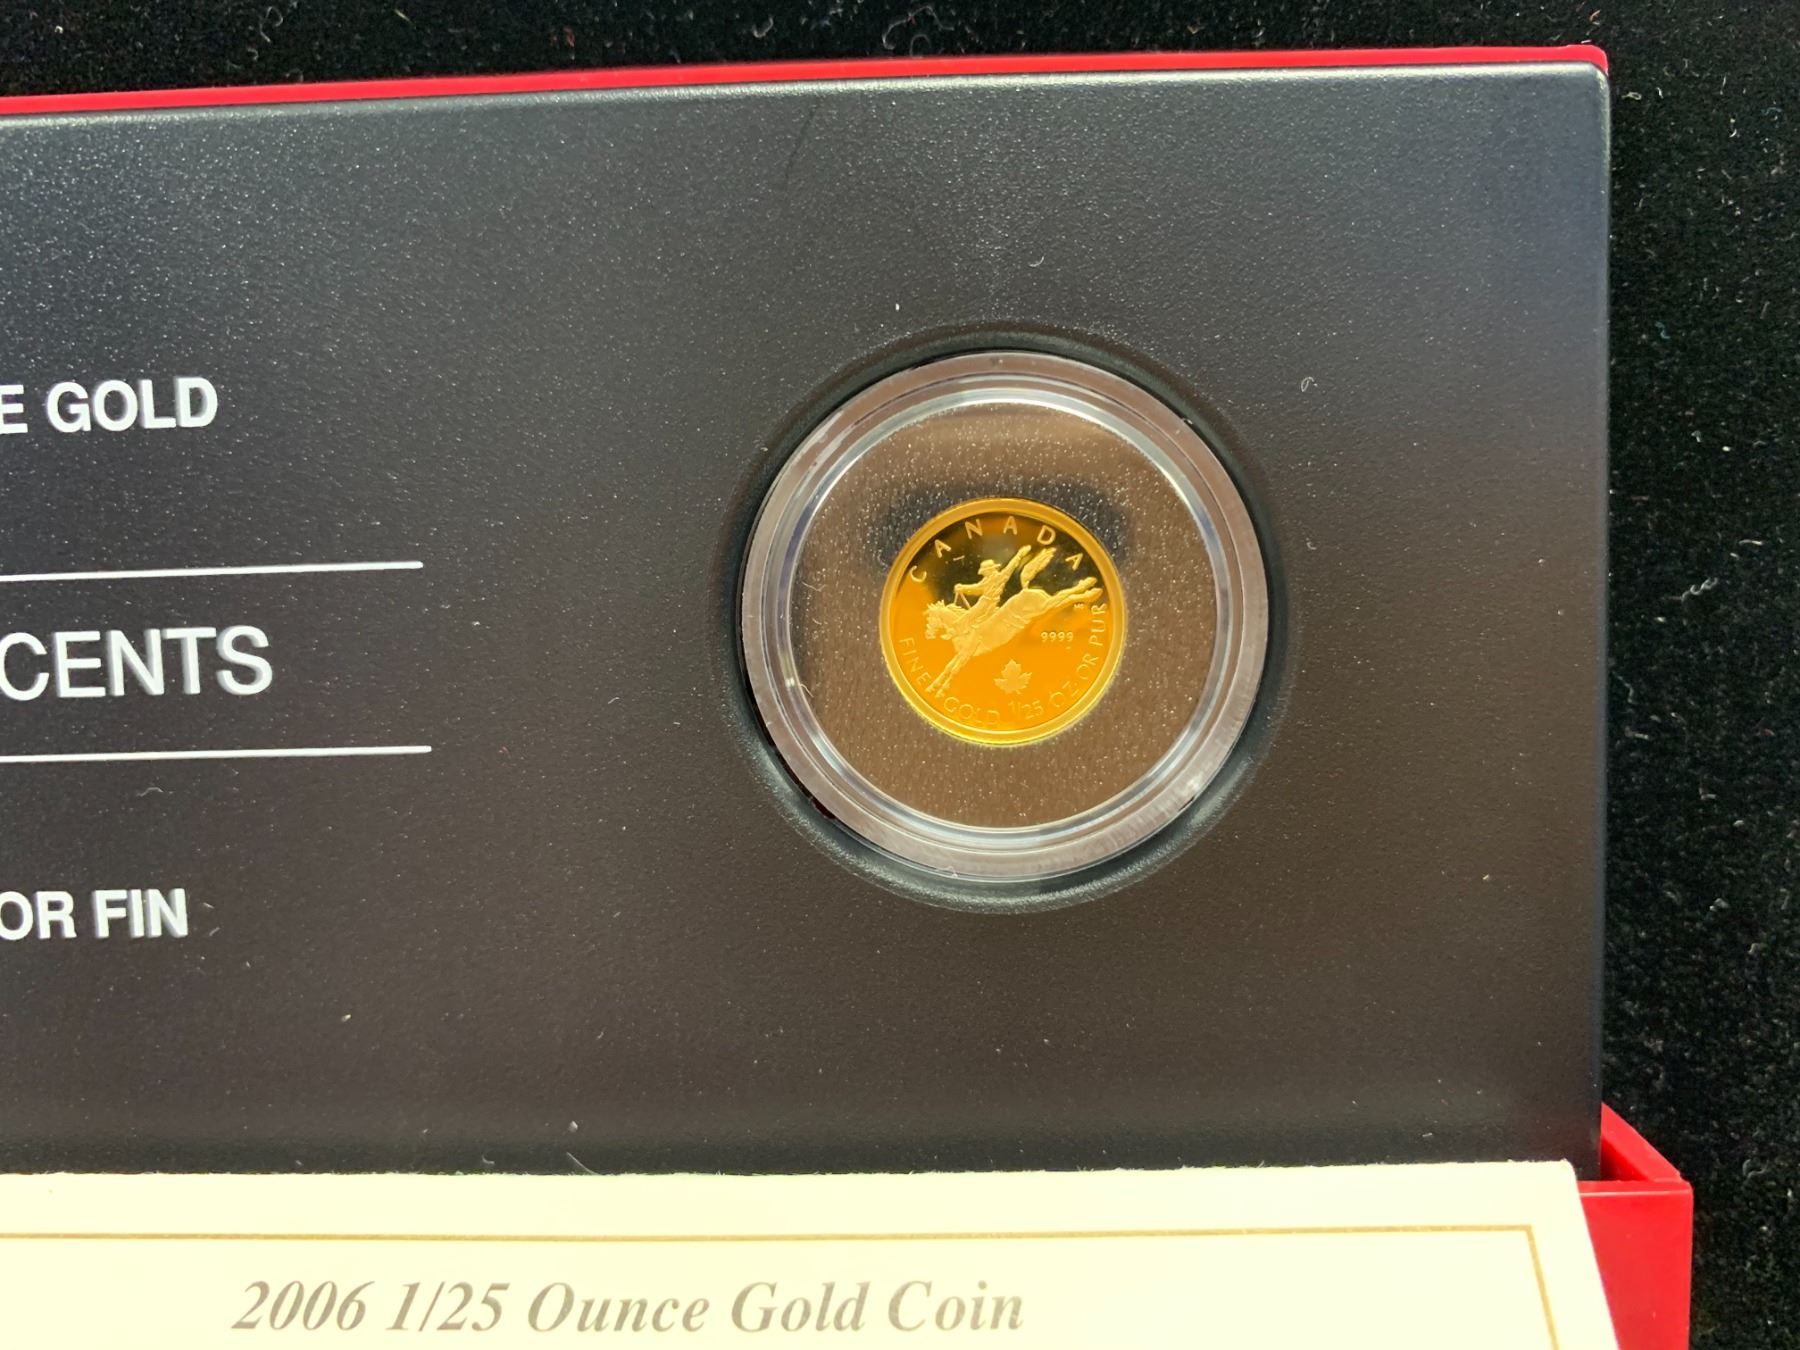 E GOLD
CENTS
OR FIN
CANADA
9999
FINE GOLD 1/25 OZ OR PUR
2006 1/25 Ounce Gold Coin